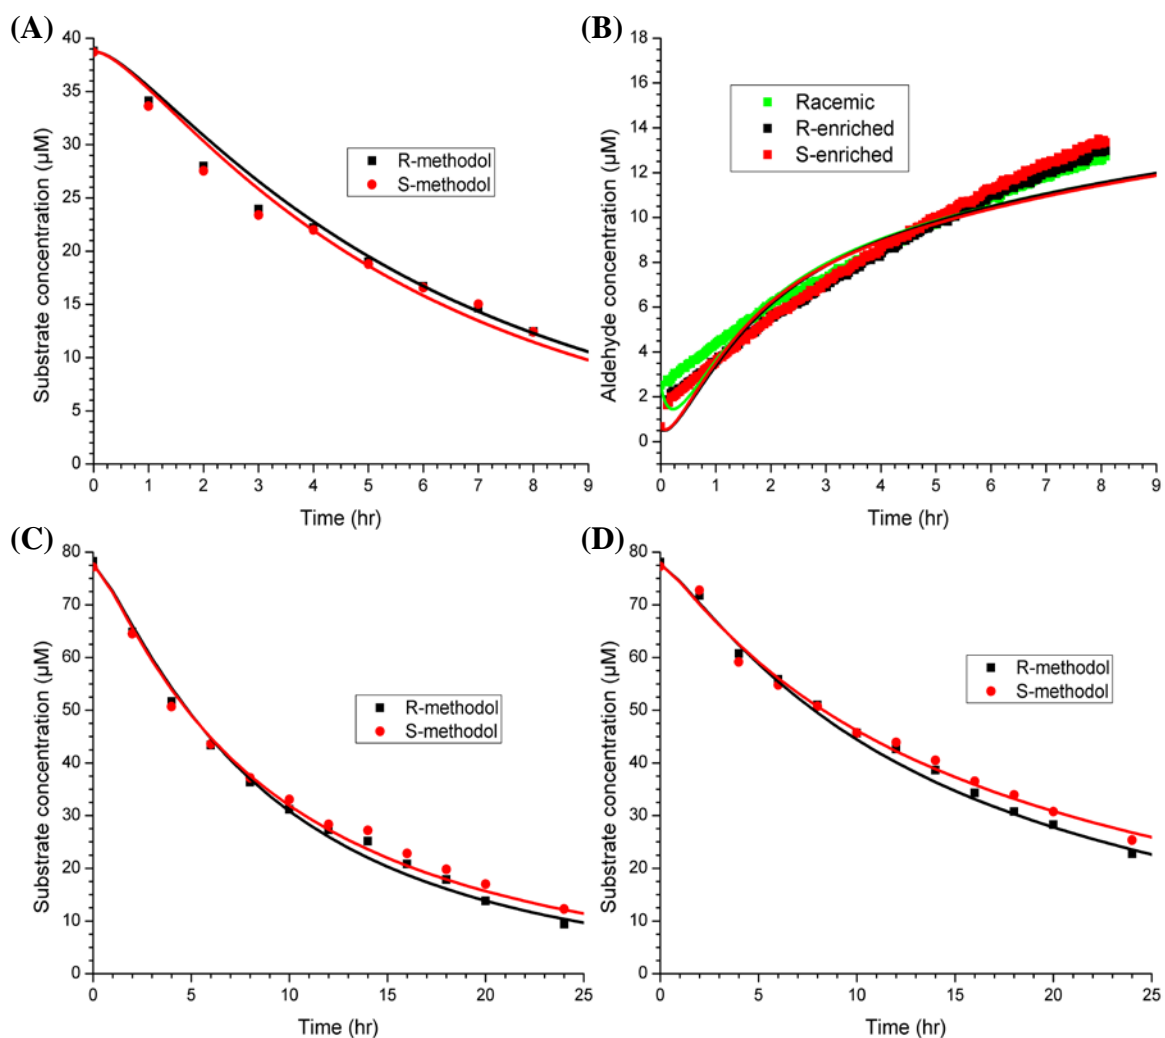 (A)
Substrate concentration (µM)
40
35
30
25
20
15
10
5
0
R-methodol
S-methodol
0 1 2 3 4 5 6 7 8 9
Time (hr)
(B)
Aldehyde concentration (µM)
18
16
14
12
10
8
6
4
2
0
Racemic
R-enriched
S-enriched
0 1 2 3 4 5 6 7 8 9
Time (hr)
(C)
Substrate concentration (µM)
80
70
60
50
40
30
20
10
0
R-methodol
S-methodol
0 5 10 15 20 25
Time (hr)
(D)
Substrate concentration (µM)
80
70
60
50
40
30
20
10
0
R-methodol
S-methodol
0 5 10 15 20 25
Time (hr)